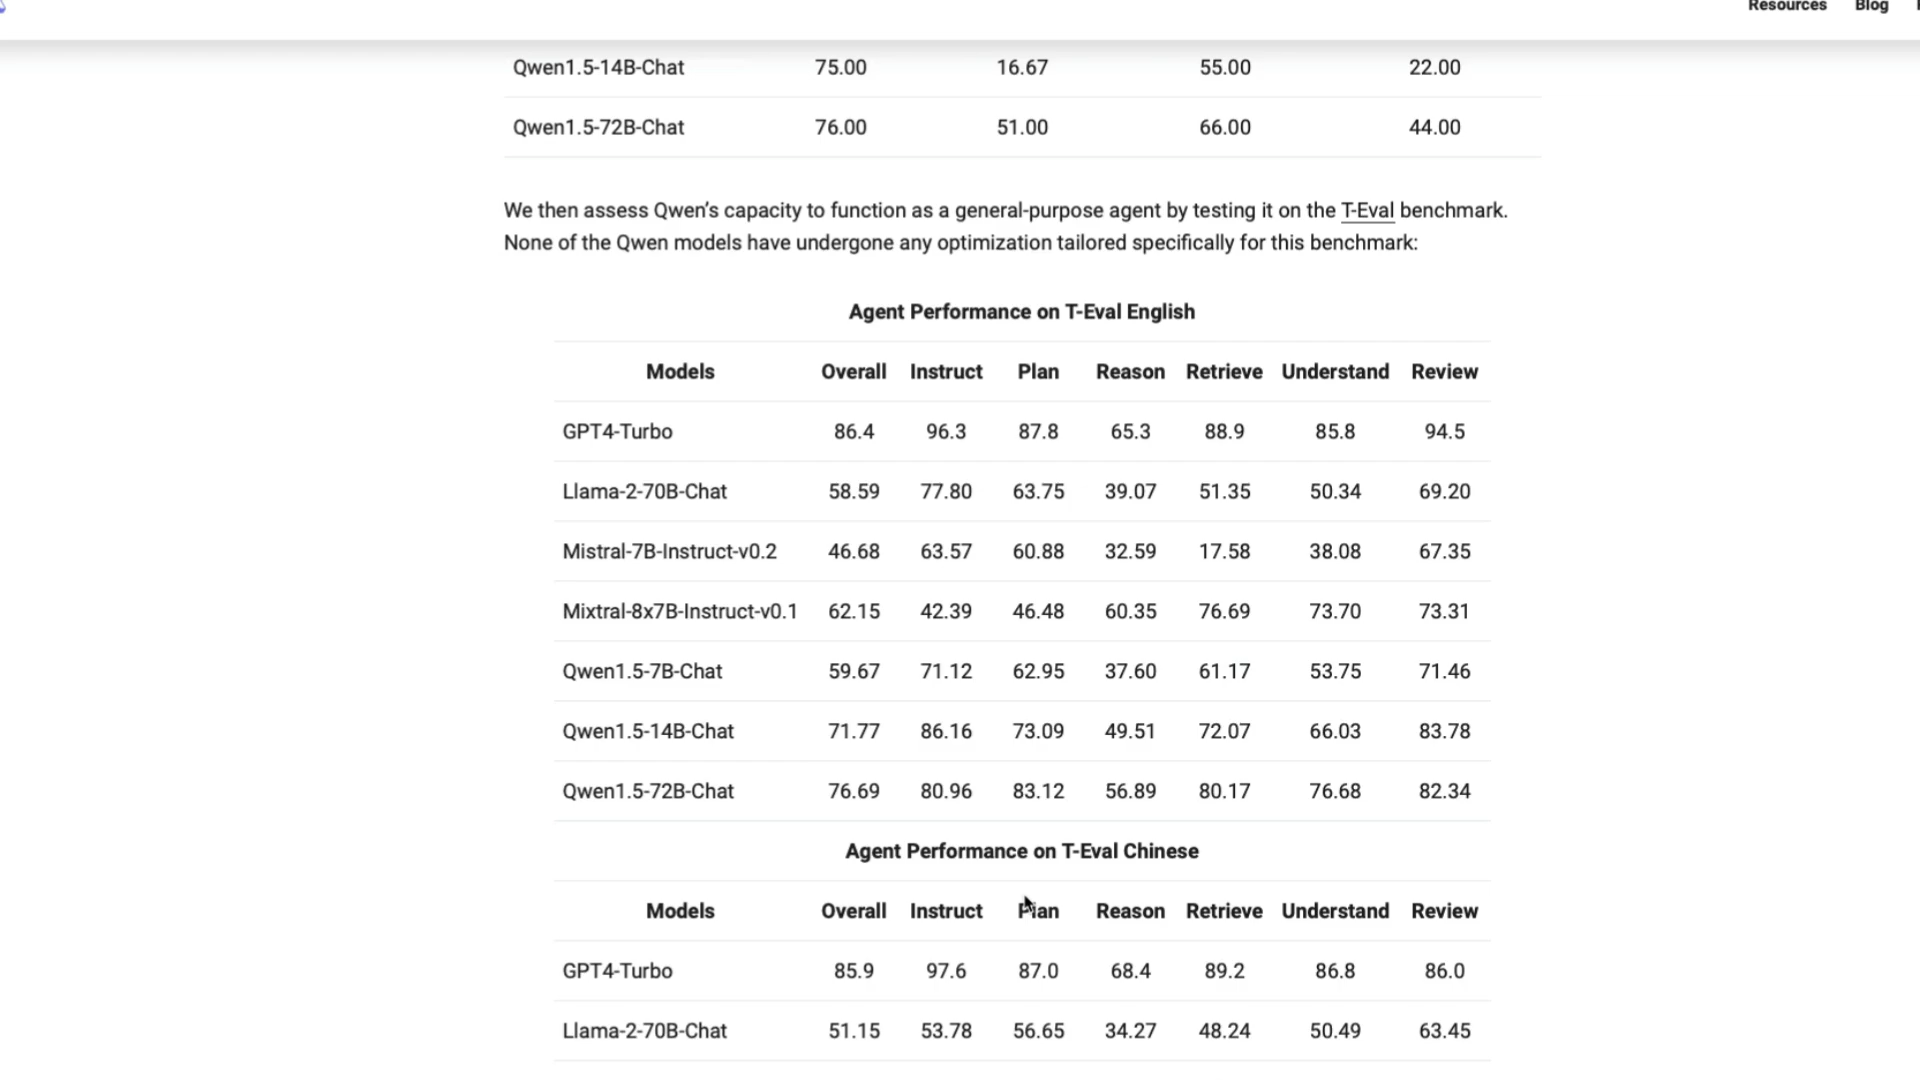 Resources Blog
Qwen1.5-14B-Chat 75.00 16.67 55.00 22.00
Qwen1.5-72B-Chat 76.00 51.00 66.00 44.00
We then assess Qwen’s capacity to function as a general-purpose agent by testing it on the T-Eval benchmark.
None of the Qwen models have undergone any optimization tailored specifically for this benchmark:
Agent Performance on T-Eval English
Models Overall Instruct Plan Reason Retrieve Understand Review
GPT4-Turbo 86.4 96.3 87.8 65.3 88.9 85.8 94.5
Llama-2-70B-Chat 58.59 77.80 63.75 39.07 51.35 50.34 69.20
Mistral-7B-Instruct-v0.2 46.68 63.57 60.88 32.59 17.58 38.08 67.35
Mixtral-8x7B-Instruct-v0.1 62.15 42.39 46.48 60.35 76.69 73.70 73.31
Qwen1.5-7B-Chat 59.67 71.12 62.95 37.60 61.17 53.75 71.46
Qwen1.5-14B-Chat 71.77 86.16 73.09 49.51 72.07 66.03 83.78
Qwen1.5-72B-Chat 76.69 80.96 83.12 56.89 80.17 76.68 82.34
Agent Performance on T-Eval Chinese
Models Overall Instruct Plan Reason Retrieve Understand Review
GPT4-Turbo 85.9 97.6 87.0 68.4 89.2 86.8 86.0
Llama-2-70B-Chat 51.15 53.78 56.65 34.27 48.24 50.49 63.45